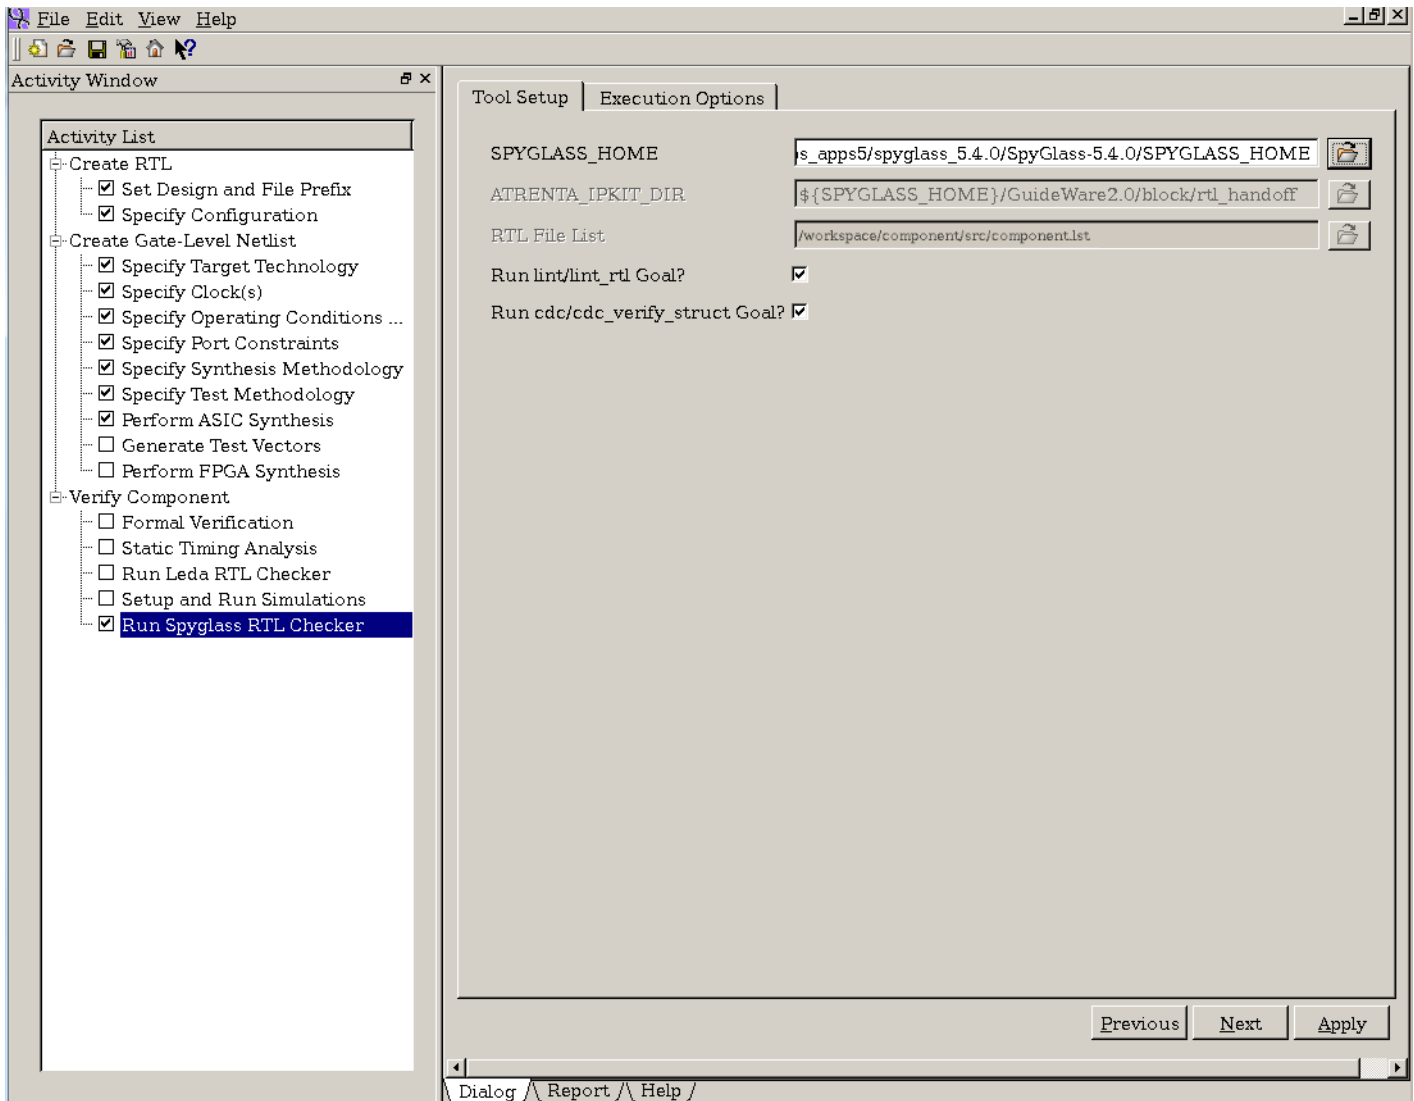 File Edit View Help
Activity Window
Activity List
Create RTL
Set Design and File Prefix
Specify Configuration
Create Gate-Level Netlist
Specify Target Technology
Specify Clock(s)
Specify Operating Conditions ...
Specify Port Constraints
Specify Synthesis Methodology
Specify Test Methodology
Perform ASIC Synthesis
Generate Test Vectors
Perform FPGA Synthesis
Verify Component
Formal Verification
Static Timing Analysis
Run Leda RTL Checker
Setup and Run Simulations
Run Spyglass RTL Checker
Tool Setup
Execution Options
SPYGLASS_HOME
s_apps5/spyglass_5.4.0/SpyGlass-5.4.0/SPYGLASS_HOME
ATRENTA_IPKIT_DIR
${SPYGLASS_HOME}/GuideWare2.0/block/rtl_handoff
RTL File List
/workspace/component/src/component.lst
Run lint/lint_rtl Goal?
Run cdc/cdc_verify_struct Goal?
Previous
Next
Apply
Dialog
Report
Help